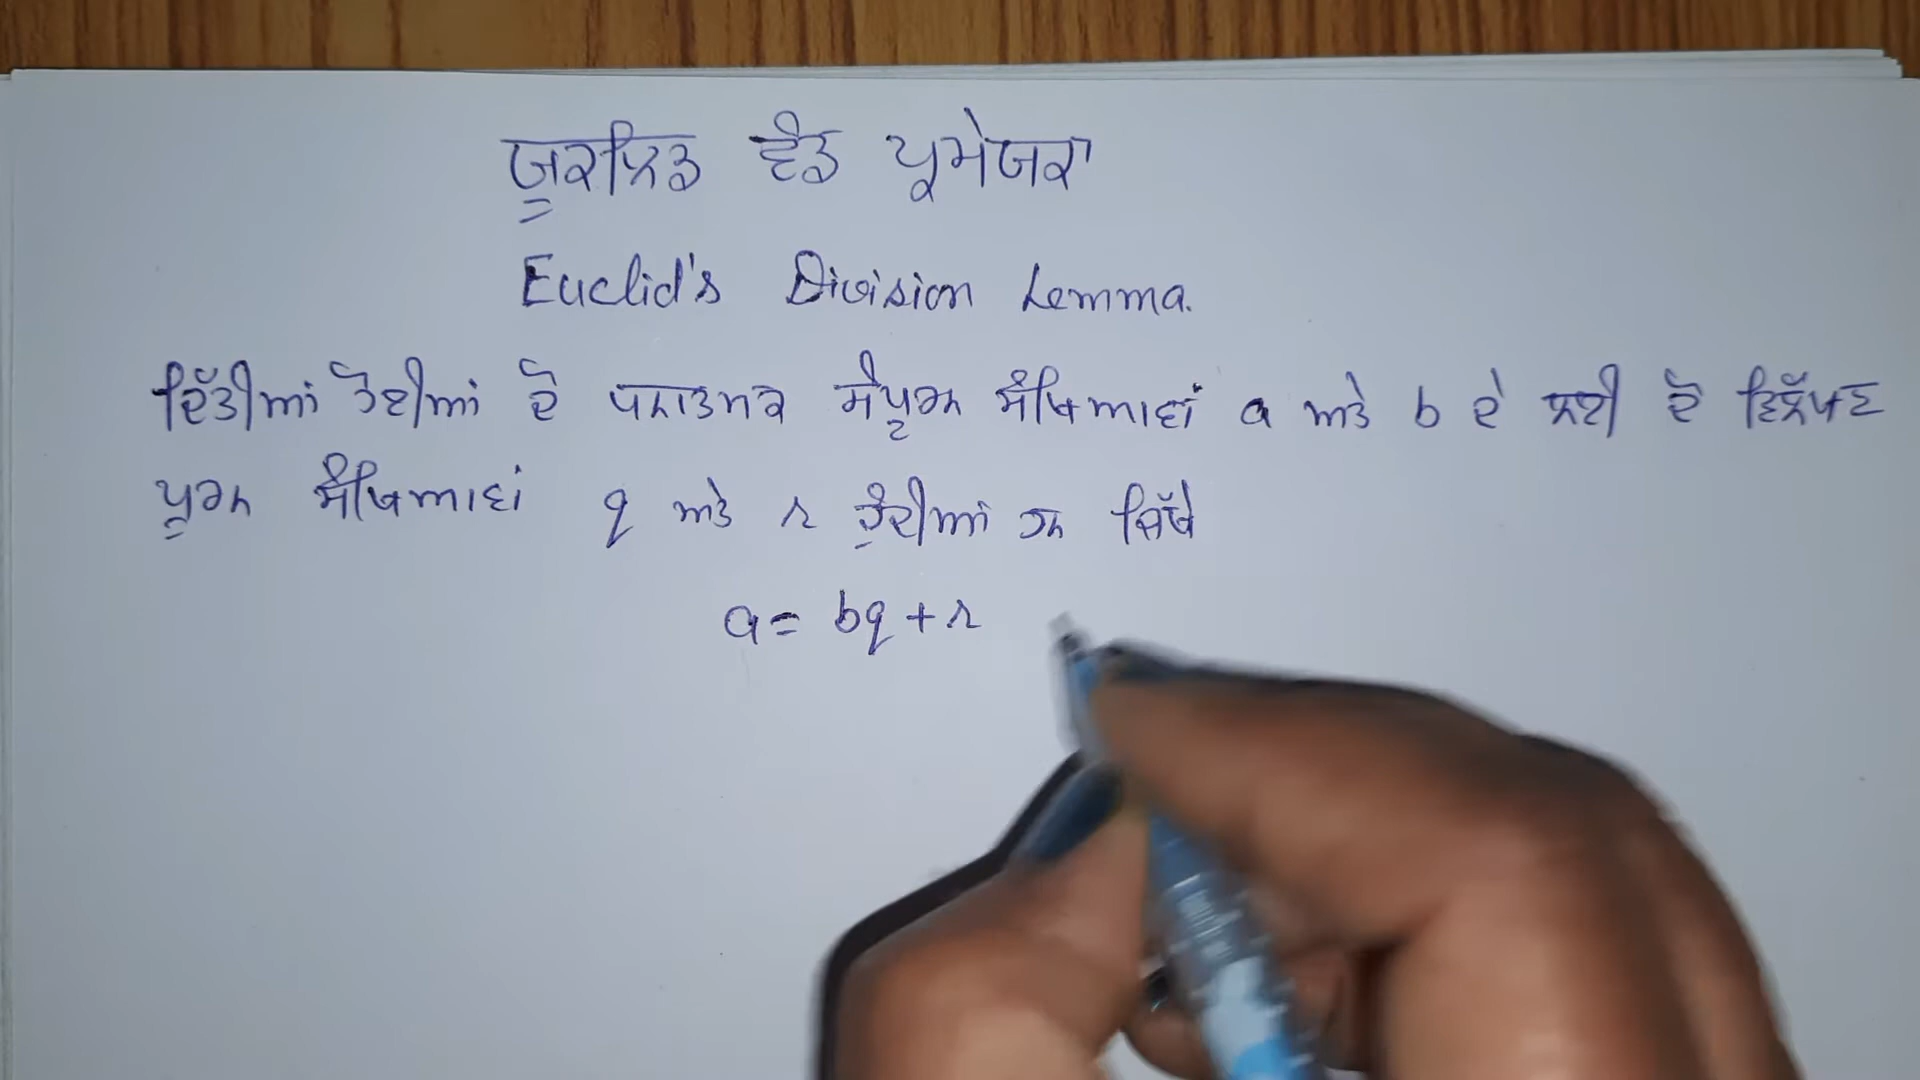 ਯੂਕਲਿਡ ਵੰਡ ਪ੍ਰਮੇਯਕਾ
Euclid's Division Lemma.
ਦਿੱਤੀਆਂ ਹੋਈਆਂ ਦੋ ਧਨਾਤਮਕ ਸੰਪੂਰਨ ਸੰਖਿਆਵਾਂ a ਅਤੇ b ਦੇ ਲਈ ਦੋ ਵਿਲੱਖਣ
ਪੂਰਨ ਸੰਖਿਆਵਾਂ q ਅਤੇ r ਹੁੰਦੀਆਂ ਹਨ ਜਿੱਥੇ
a = bq + r